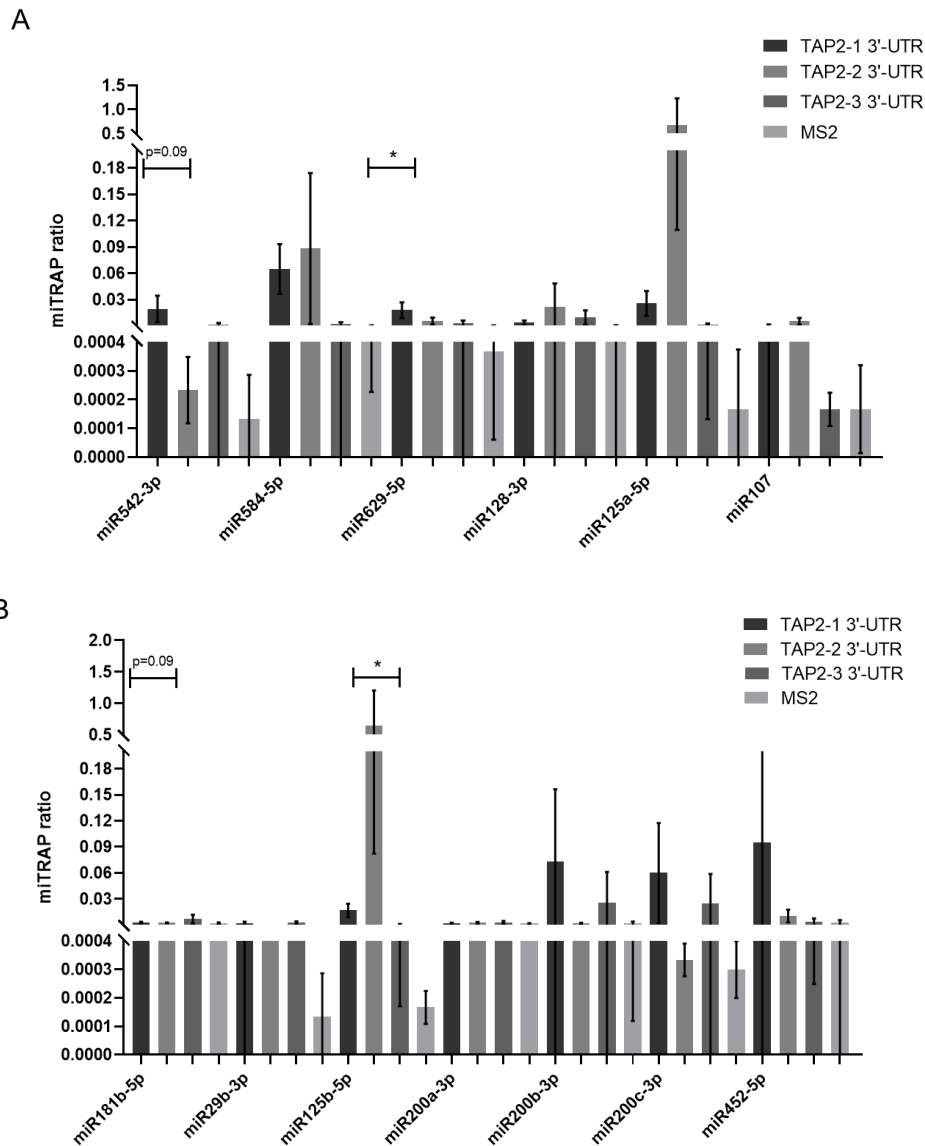 A
TAP2-1 3'-UTR
TAP2-2 3'-UTR
TAP2-3 3'-UTR
MS2
miTRAP ratio
1.5
1.0
0.5
0.18
0.15
0.12
0.09
0.06
0.03
0.0004
0.0003
0.0002
0.0001
0.0000
p=0.09
*
miR542-3p
miR584-5p
miR629-5p
miR128-3p
miR125a-5p
miR107
B
TAP2-1 3'-UTR
TAP2-2 3'-UTR
TAP2-3 3'-UTR
MS2
miTRAP ratio
2.0
1.5
1.0
0.5
0.18
0.15
0.12
0.09
0.06
0.03
0.0004
0.0003
0.0002
0.0001
0.0000
p=0.09
*
miR181b-5p
miR29b-3p
miR125b-5p
miR200a-3p
miR200b-3p
miR200c-3p
miR452-5p